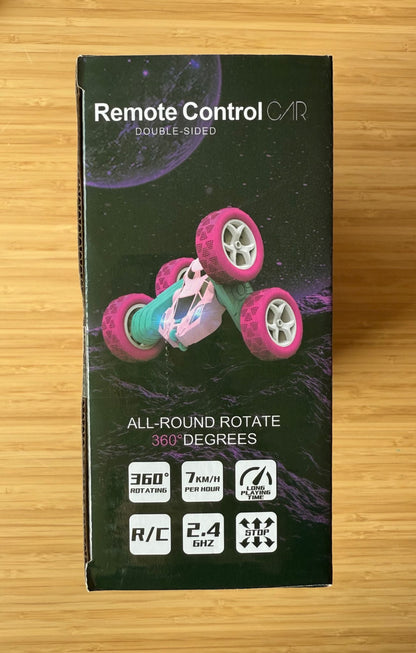 Remote Control CAR
DOUBLE-SIDED
ALL-ROUND ROTATE
360°DEGREES
360°
ROTATING
7KM/H
PER HOUR
LONG
PLAYING
TIME
R/C
2.4
GHZ
STOP